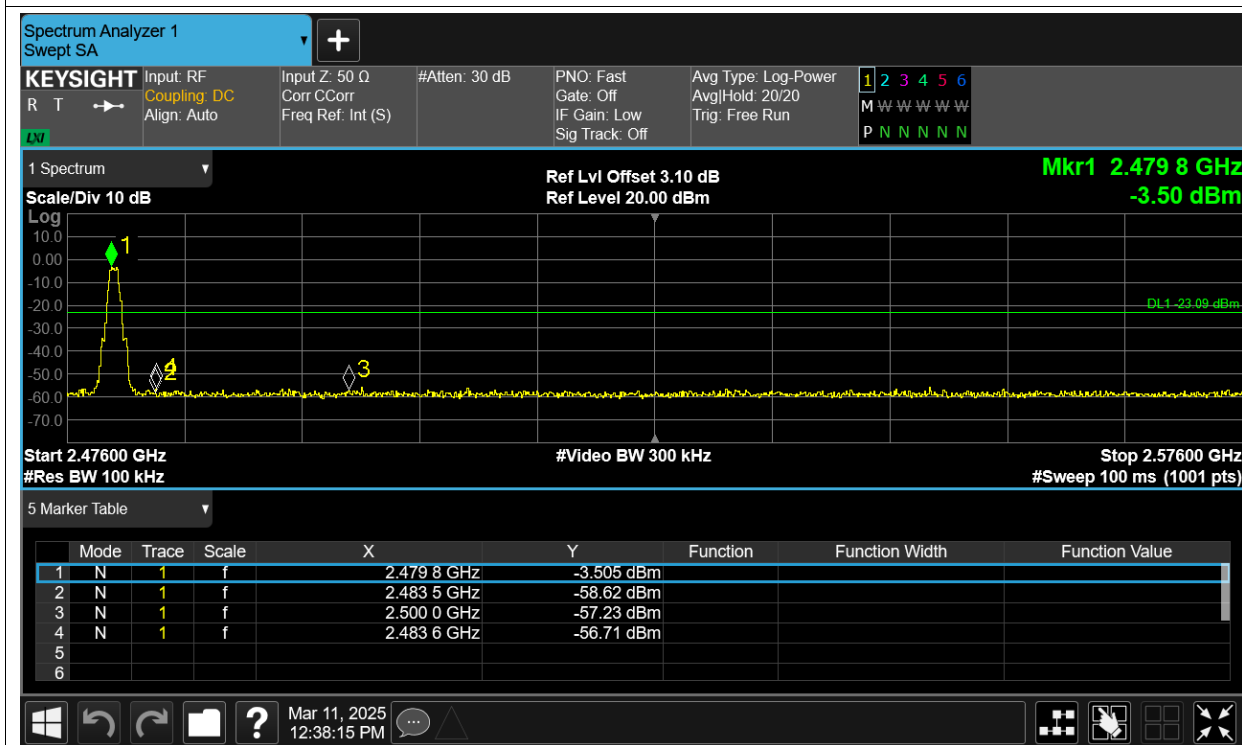 Spectrum Analyzer 1
Swept SA
+
KEYSIGHT
R T
LXI
Input: RF
Coupling: DC
Align: Auto
Input Z: 50 Ω
Corr CCorr
Freq Ref: Int (S)
#Atten: 30 dB
PNO: Fast
Gate: Off
IF Gain: Low
Sig Track: Off
Avg Type: Log-Power
Avg|Hold: 20/20
Trig: Free Run
1 2 3 4 5 6
M W W W W W
P N N N N N
1 Spectrum
Scale/Div 10 dB
Ref Lvl Offset 3.10 dB
Ref Level 20.00 dBm
Mkr1 2.479 8 GHz
-3.50 dBm
Log
10.0
0.00
-10.0
-20.0
-30.0
-40.0
-50.0
-60.0
-70.0
1
DL1 -23.09 dBm
4
2
3
Start 2.47600 GHz
#Res BW 100 kHz
#Video BW 300 kHz
Stop 2.57600 GHz
#Sweep 100 ms (1001 pts)
5 Marker Table
Mode Trace Scale X Y Function Function Width Function Value
1 N 1 f 2.479 8 GHz -3.505 dBm
2 N 1 f 2.483 5 GHz -58.62 dBm
3 N 1 f 2.500 0 GHz -57.23 dBm
4 N 1 f 2.483 6 GHz -56.71 dBm
5
6
?
Mar 11, 2025
12:38:15 PM